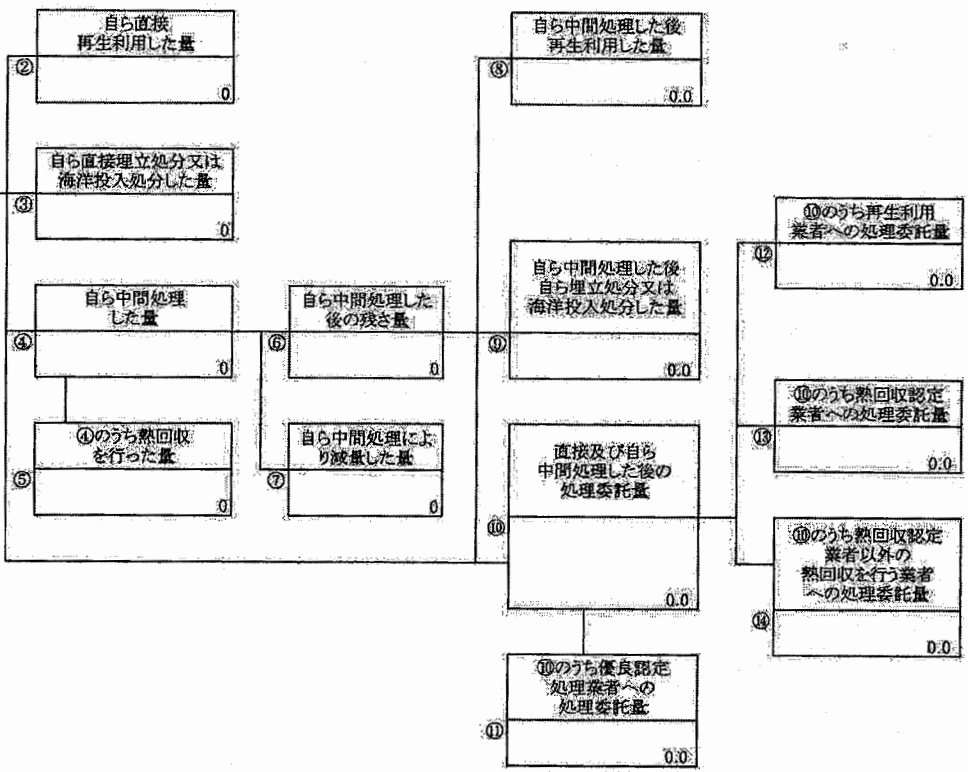 自ら直接
再生利用した量
②
0
自ら直接埋立処分又は
海洋投入処分した量
③
0
自ら中間処理
した量
④
0
④のうち熱回収
を行った量
⑤
0
自ら中間処理した
後の残さ量
⑥
0
自ら中間処理によ
り減量した量
⑦
0
自ら中間処理した後
再生利用した量
⑧
0.0
自ら中間処理した後
自ら埋立処分又は
海洋投入処分した量
⑨
0.0
直接及び自ら
中間処理した後の
処理委託量
⑩
0.0
⑩のうち優良認定
処理業者への
処理委託量
⑪
0.0
⑩のうち再生利用
業者への処理委託量
⑫
0.0
⑩のうち熱回収認定
業者への処理委託量
⑬
0.0
⑩のうち熱回収認定
業者以外の
熱回収を行う業者
への処理委託量
⑭
0.0